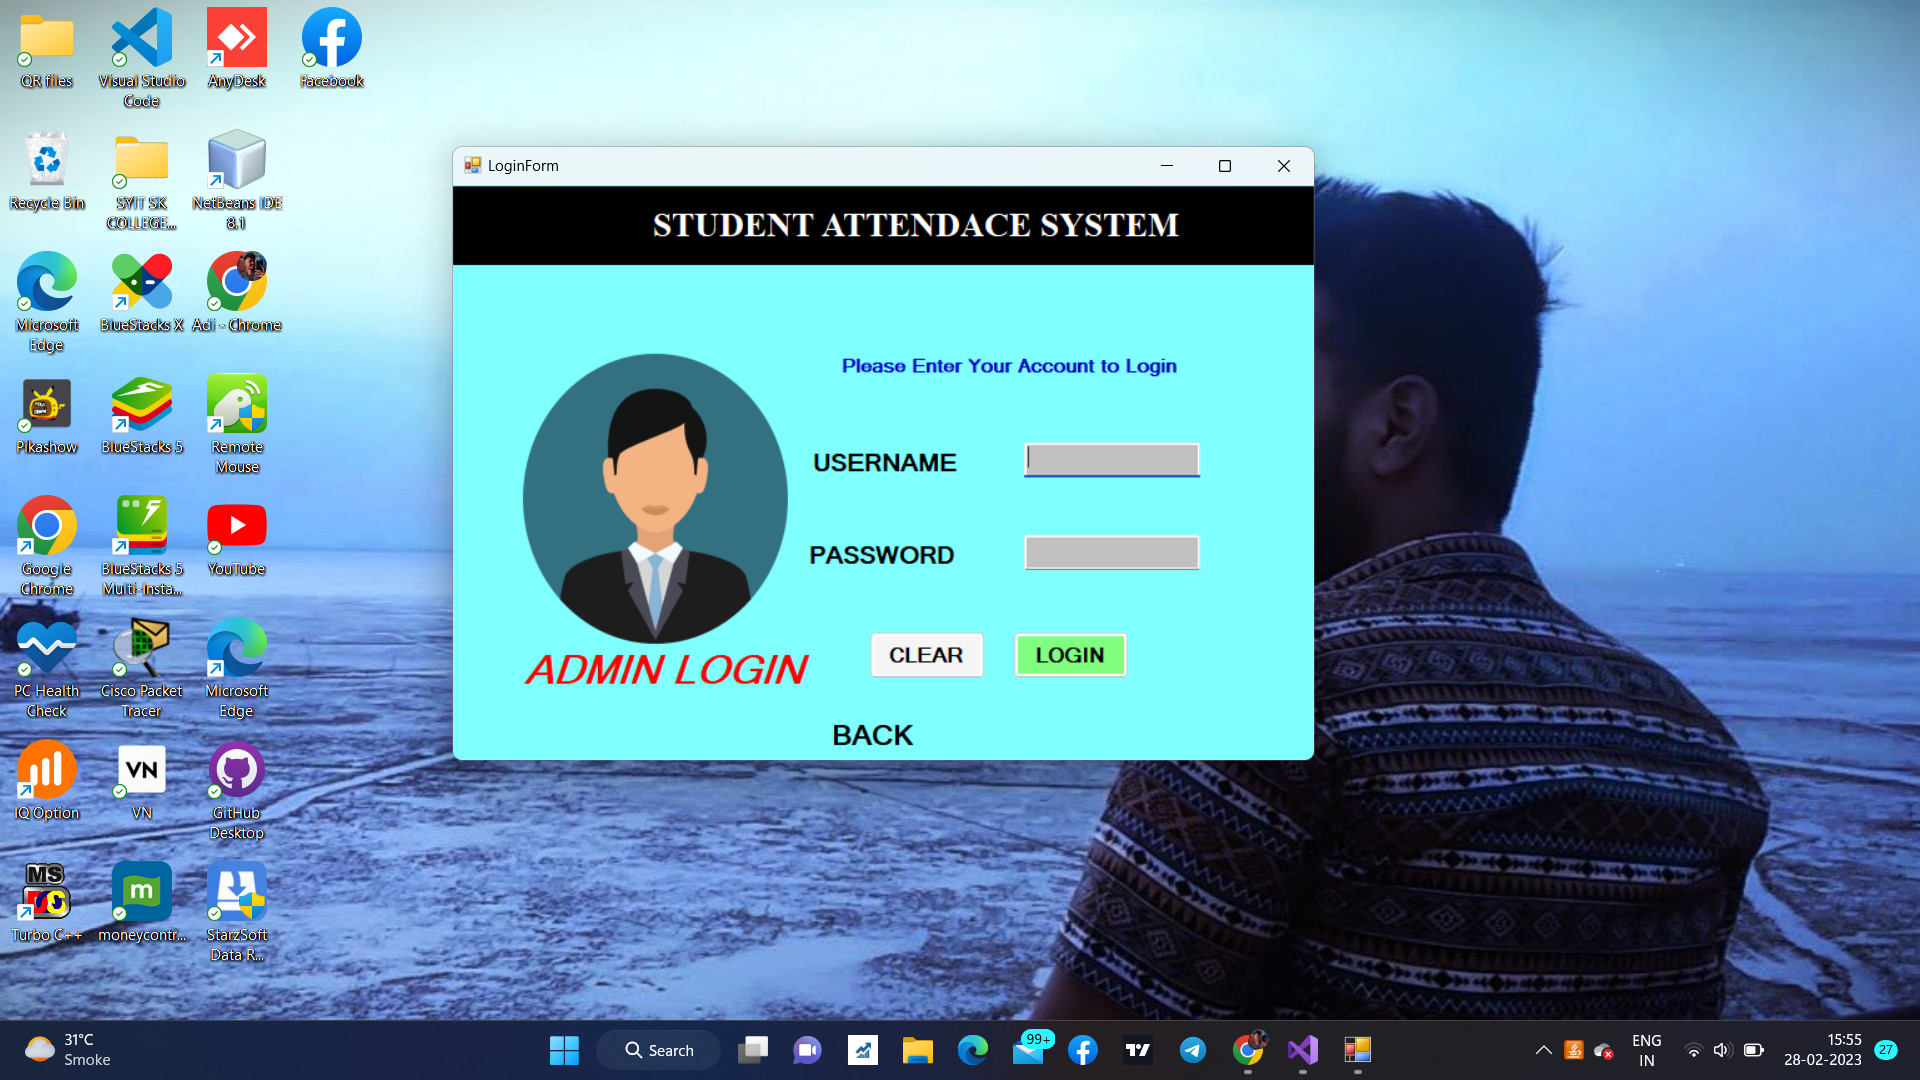 QR files
Visual Studio
Code
AnyDesk
Facebook
Recycle Bin
SYIT SK
COLLEGE...
NetBeans IDE
8.1
Microsoft
Edge
BlueStacks X
Adi - Chrome
Pikashow
BlueStacks 5
Remote
Mouse
Google
Chrome
BlueStacks 5
Multi-Insta...
YouTube
PC Health
Check
Cisco Packet
Tracer
Microsoft
Edge
IQ Option
VN
VN
GitHub
Desktop
MS
Turbo C++
m
moneycontr...
StarzSoft
Data R...
LoginForm
STUDENT ATTENDACE SYSTEM
Please Enter Your Account to Login
USERNAME
PASSWORD
ADMIN LOGIN
CLEAR
LOGIN
BACK
31°C
Smoke
Search
99+
ENG
IN
15:55
28-02-2023
27